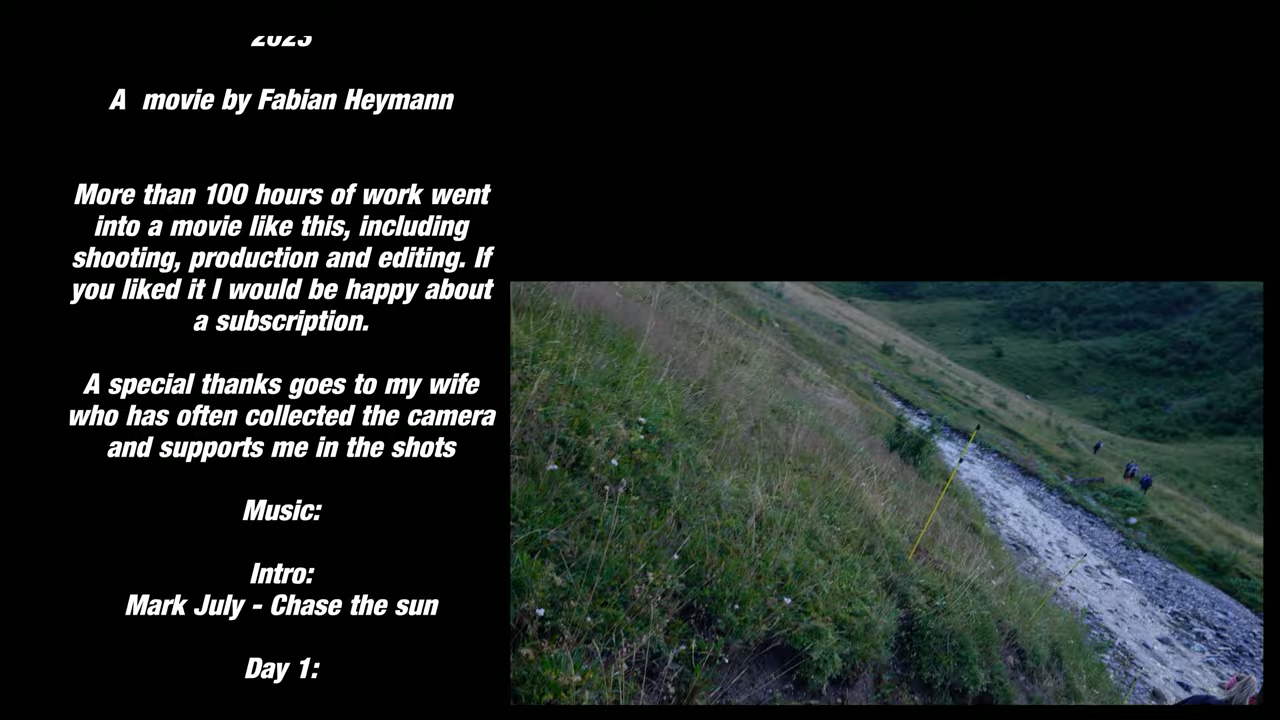 2023
A movie by Fabian Heymann
More than 100 hours of work went
into a movie like this, including
shooting, production and editing. If
you liked it I would be happy about
a subscription.
A special thanks goes to my wife
who has often collected the camera
and supports me in the shots
Music:
Intro:
Mark July - Chase the sun
Day 1: